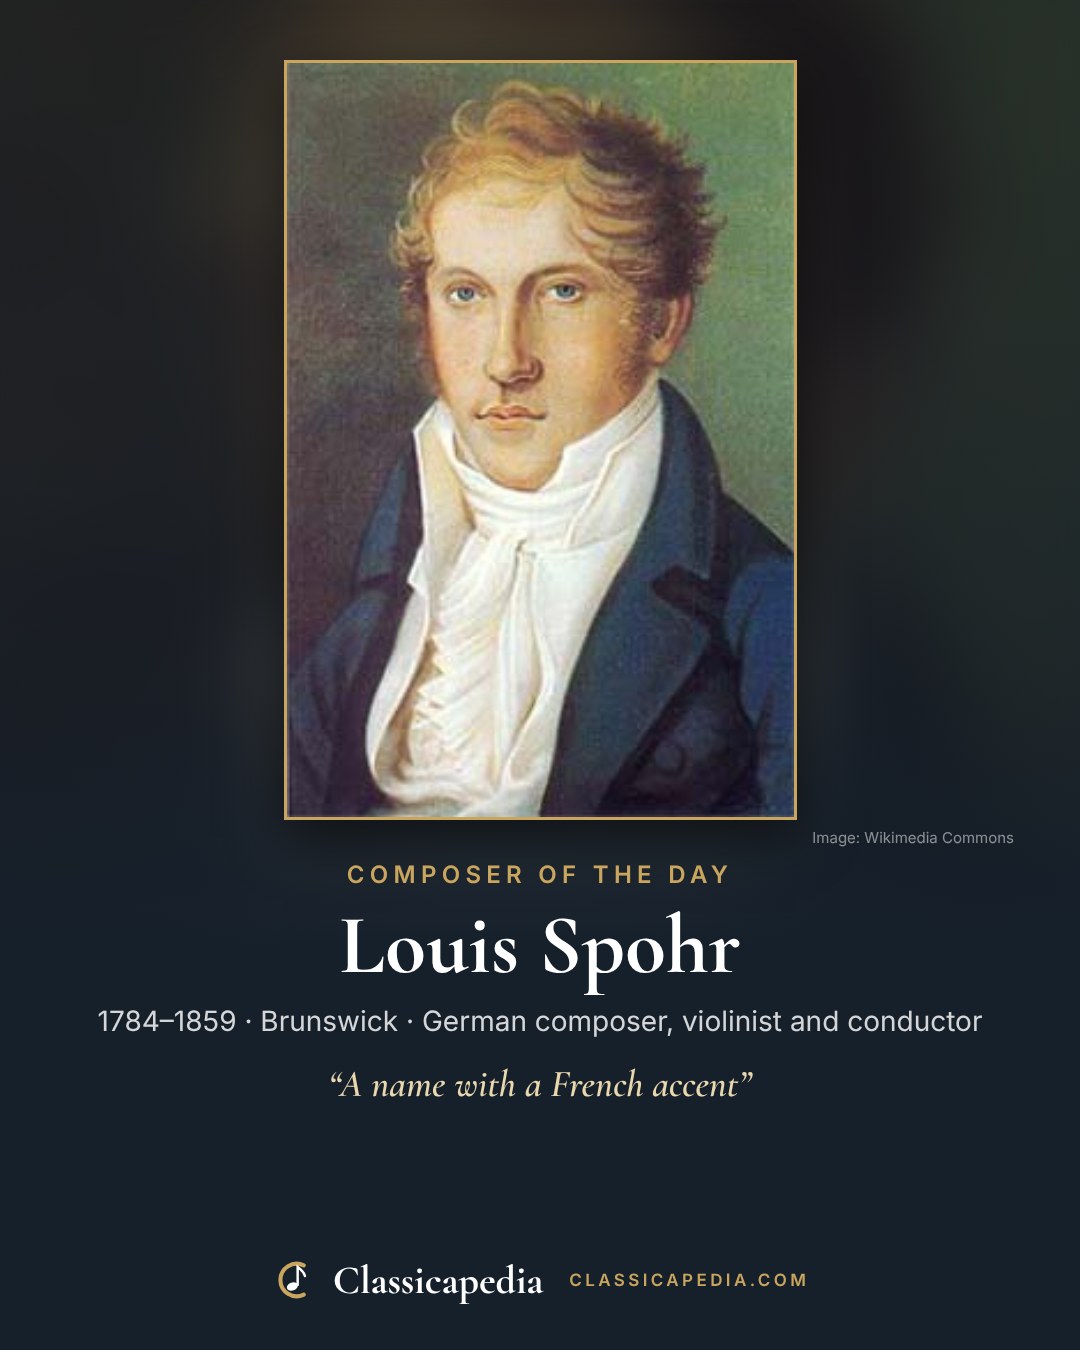 Image: Wikimedia Commons
COMPOSER OF THE DAY
Louis Spohr
1784–1859 · Brunswick · German composer, violinist and conductor
“A name with a French accent”
Classicapedia CLASSICAPEDIA.COM